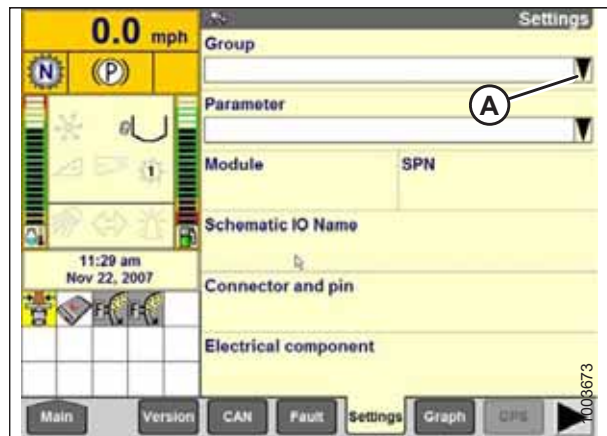 0.0 mph
Settings
Group
N
P
A
Parameter
Module
SPN
1
Schematic IO Name
11:29 am
Nov 22, 2007
Connector and pin
Electrical component
1003673
Main
Version
CAN
Fault
Settings
Graph
GPS